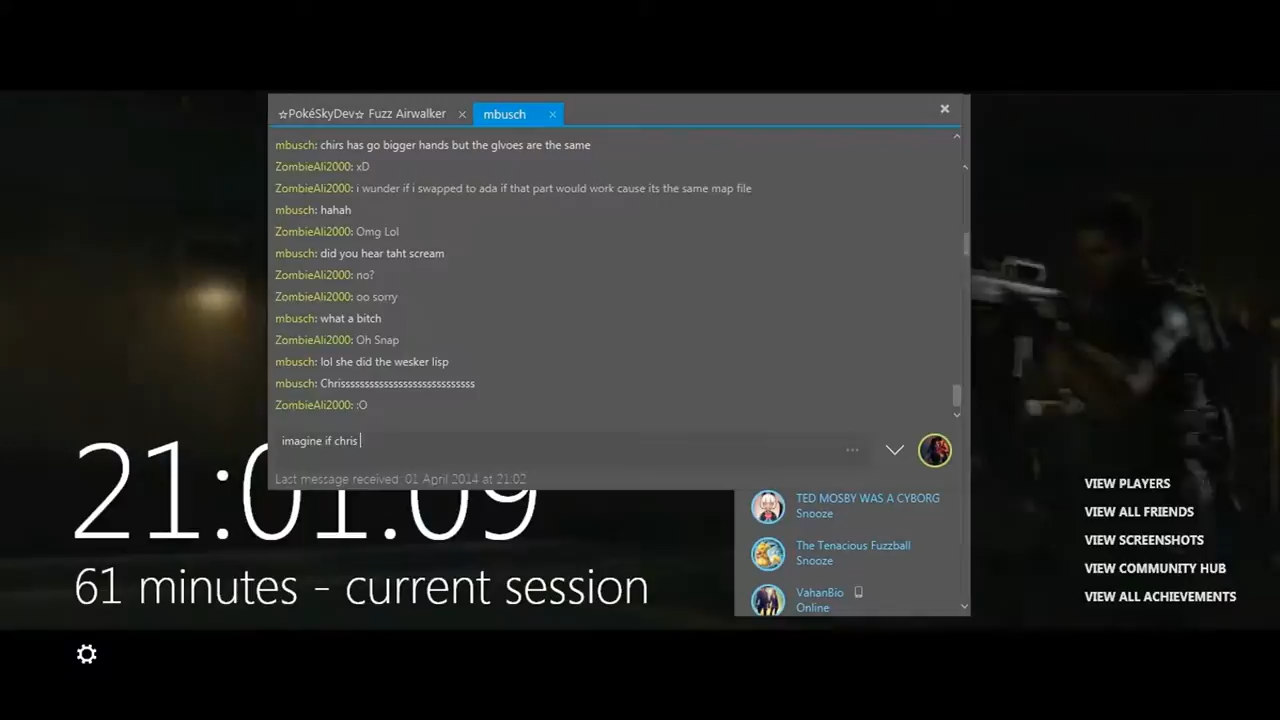 ☆PokéSkyDev☆ Fuzz Airwalker
mbusch
mbusch: chirs has go bigger hands but the glvoes are the same
ZombieAli2000: xD
ZombieAli2000: i wunder if i swapped to ada if that part would work cause its the same map file
mbusch: hahah
ZombieAli2000: Omg Lol
mbusch: did you hear taht scream
ZombieAli2000: no?
ZombieAli2000: oo sorry
mbusch: what a bitch
ZombieAli2000: Oh Snap
mbusch: lol she did the wesker lisp
mbusch: Chrissssssssssssssssssssssssssss
ZombieAli2000: :O
imagine if chris
Last message received: 01 April 2014 at 21.02
21:01:09
61 minutes - current session
TED MOSBY WAS A CYBORG
Snooze
The Tenacious Fuzzball
Snooze
VahanBio
Online
VIEW PLAYERS
VIEW ALL FRIENDS
VIEW SCREENSHOTS
VIEW COMMUNITY HUB
VIEW ALL ACHIEVEMENTS